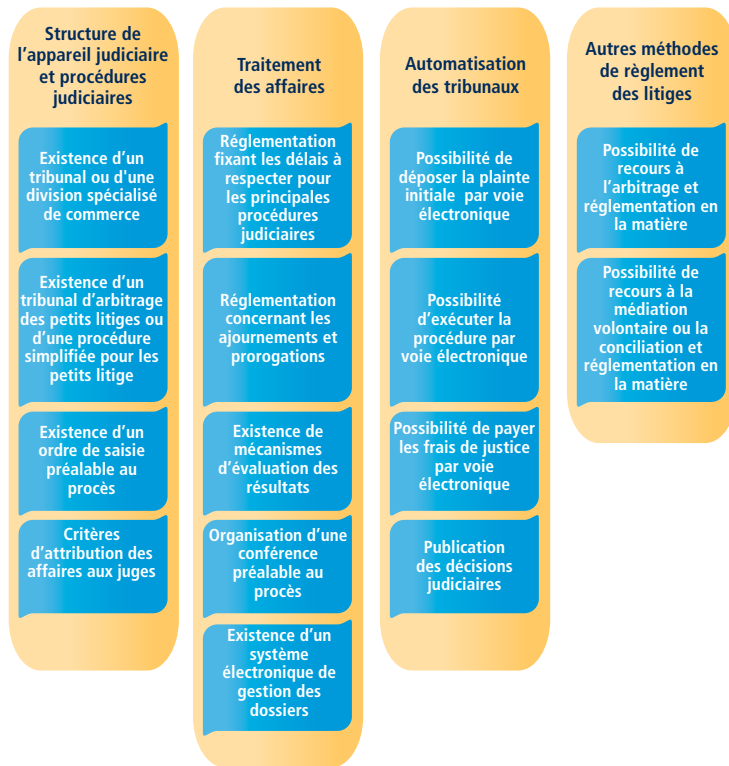 Structure de
l'appareil judiciaire
et procédures
judiciaires
Existence d'un
tribunal ou d'une
division spécialisé
de commerce
Existence d'un
tribunal d'arbitrage
des petits litiges ou
d'une procédure
simplifiée pour les
petits litige
Existence d'un
ordre de saisie
préalable au
procès
Critères
d'attribution des
affaires aux juges
Traitement
des affaires
Réglementation
fixant les délais à
respecter pour
les principales
procédures
judiciaires
Réglementation
concernant les
ajournements et
prorogations
Existence de
mécanismes
d'évaluation des
résultats
Organisation d'une
conférence
préalable au
procès
Existence d'un
système
électronique de
gestion des
dossiers
Automatisation
des tribunaux
Possibilité de
déposer la plainte
initiale par voie
électronique
Possibilité
d'exécuter la
procédure par
voie électronique
Possibilité de payer
les frais de justice
par voie
électronique
Publication
des décisions
judiciaires
Autres méthodes
de règlement
des litiges
Possibilité de
recours à
l'arbitrage et
réglementation en
la matière
Possibilité de
recours à la
médiation
volontaire ou la
conciliation et
réglementation en
la matière